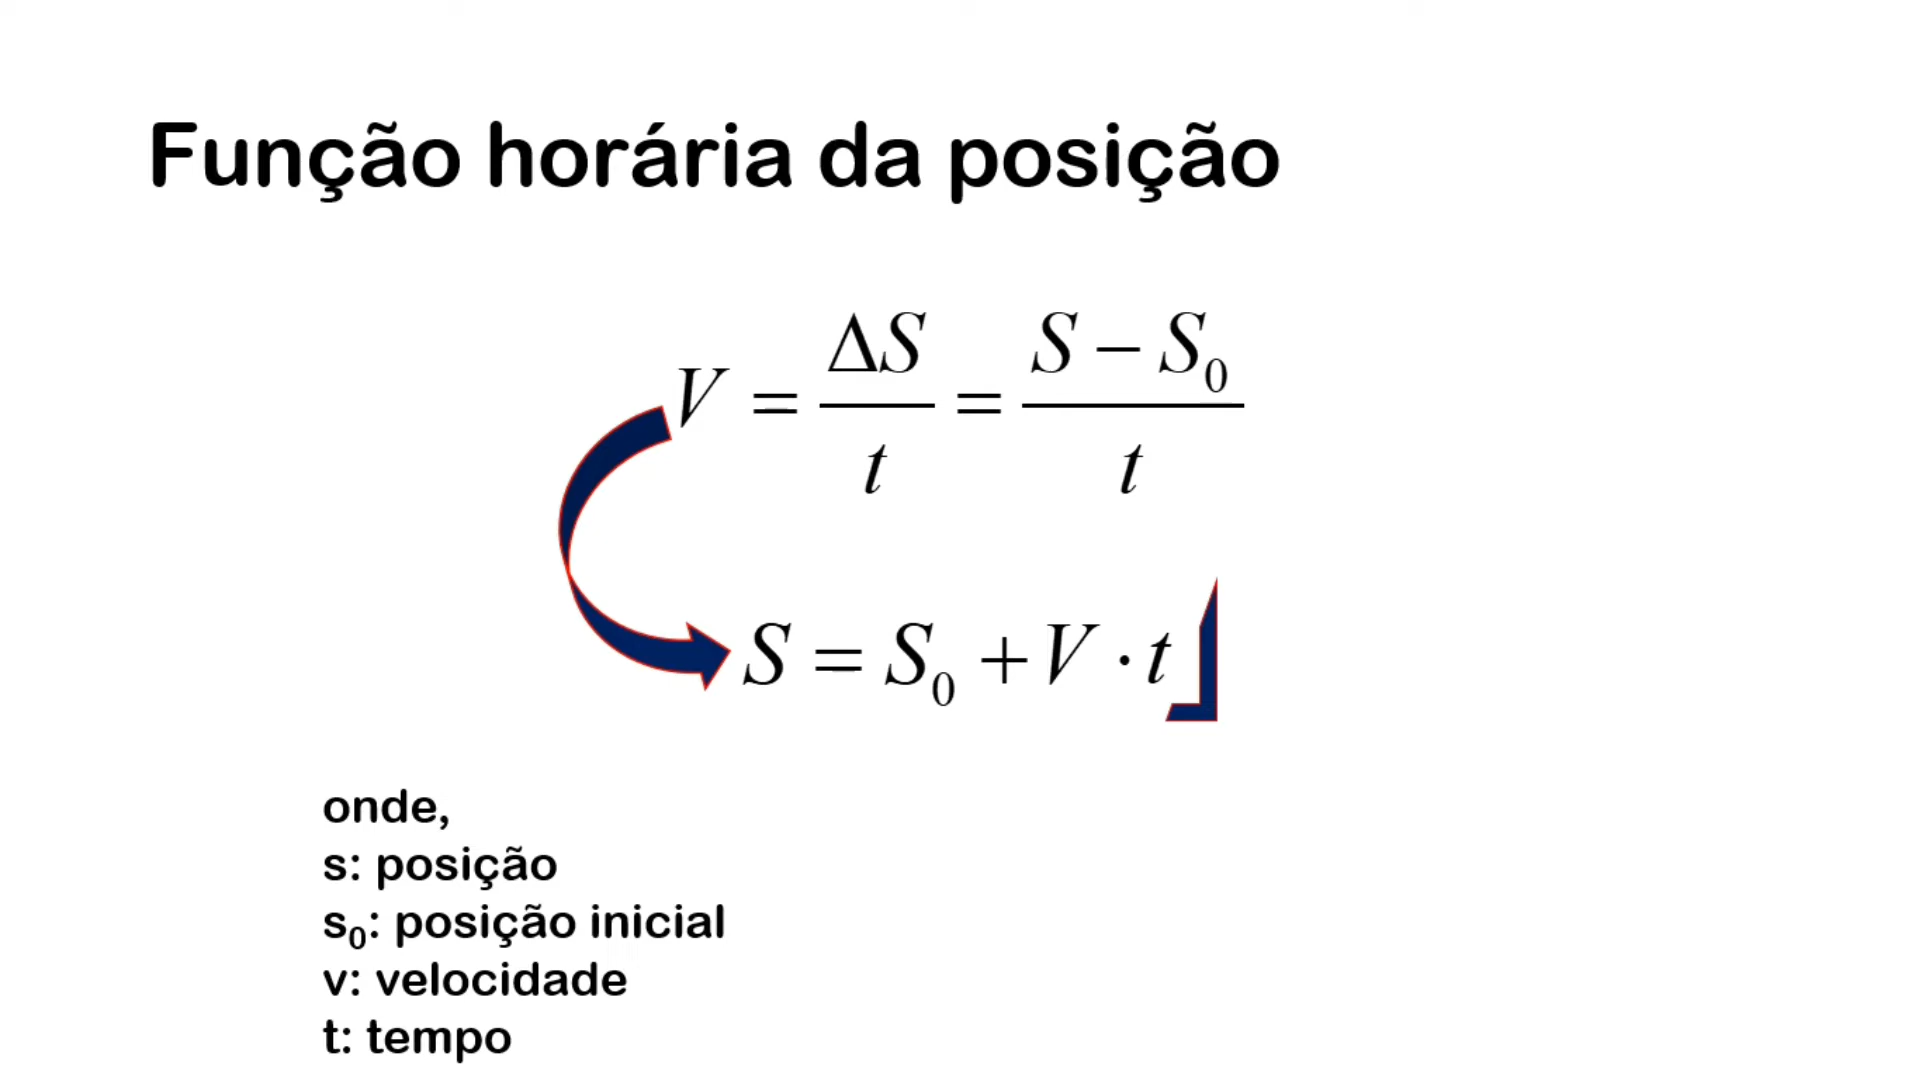 Função horária da posição
V = ΔS/t = (S − S₀)/t
S = S₀ + V · t
onde,
s: posição
s₀: posição inicial
v: velocidade
t: tempo